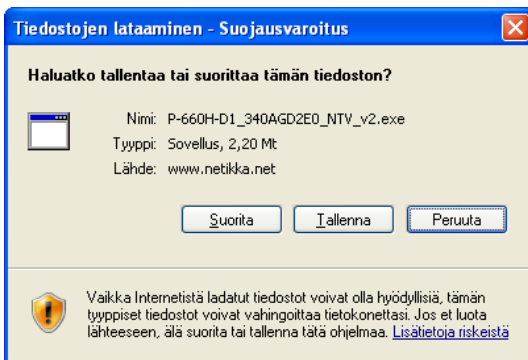 Tiedostojen lataaminen - Suojausvaroitus
Haluatko tallentaa tai suorittaa tämän tiedoston?
Nimi: P-660H-D1_340AGD2E0_NTV_v2.exe
Tyyppi: Sovellus, 2,20 Mt
Lähde: www.netikka.net
Suorita Tallenna Peruuta
Vaikka Internetistä ladatut tiedostot voivat olla hyödyllisiä, tämän
tyyppiset tiedostot voivat vahingoittaa tietokonettasi. Jos et luota
lähteeseen, älä suorita tai tallenna tätä ohjelmaa. Lisätietoja riskeistä